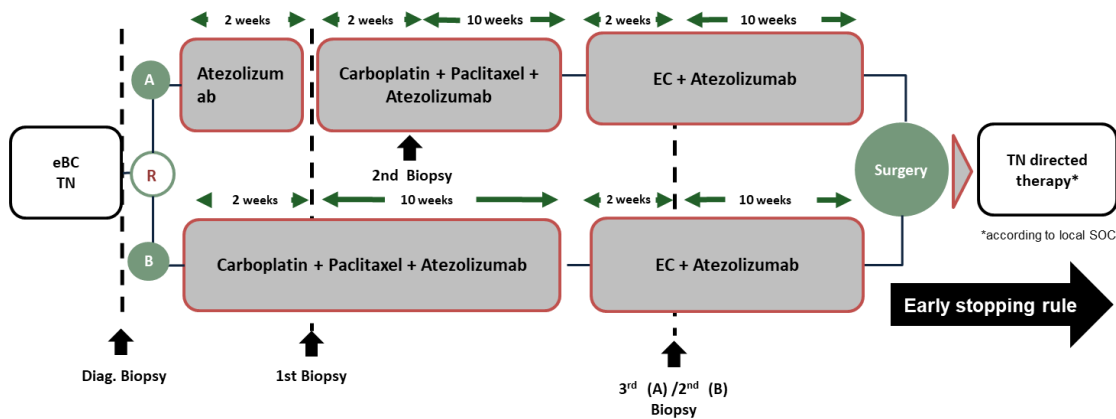 2 weeks 2 weeks 10 weeks 2 weeks 10 weeks
A
Atezolizum
ab
Carboplatin + Paclitaxel +
Atezolizumab
EC + Atezolizumab
eBC
TN
R
2nd Biopsy
Surgery
TN directed
therapy*
*according to local SOC
2 weeks 10 weeks 2 weeks 10 weeks
B
Carboplatin + Paclitaxel + Atezolizumab
EC + Atezolizumab
Early stopping rule
Diag. Biopsy
1st Biopsy
3rd (A) /2nd (B)
Biopsy